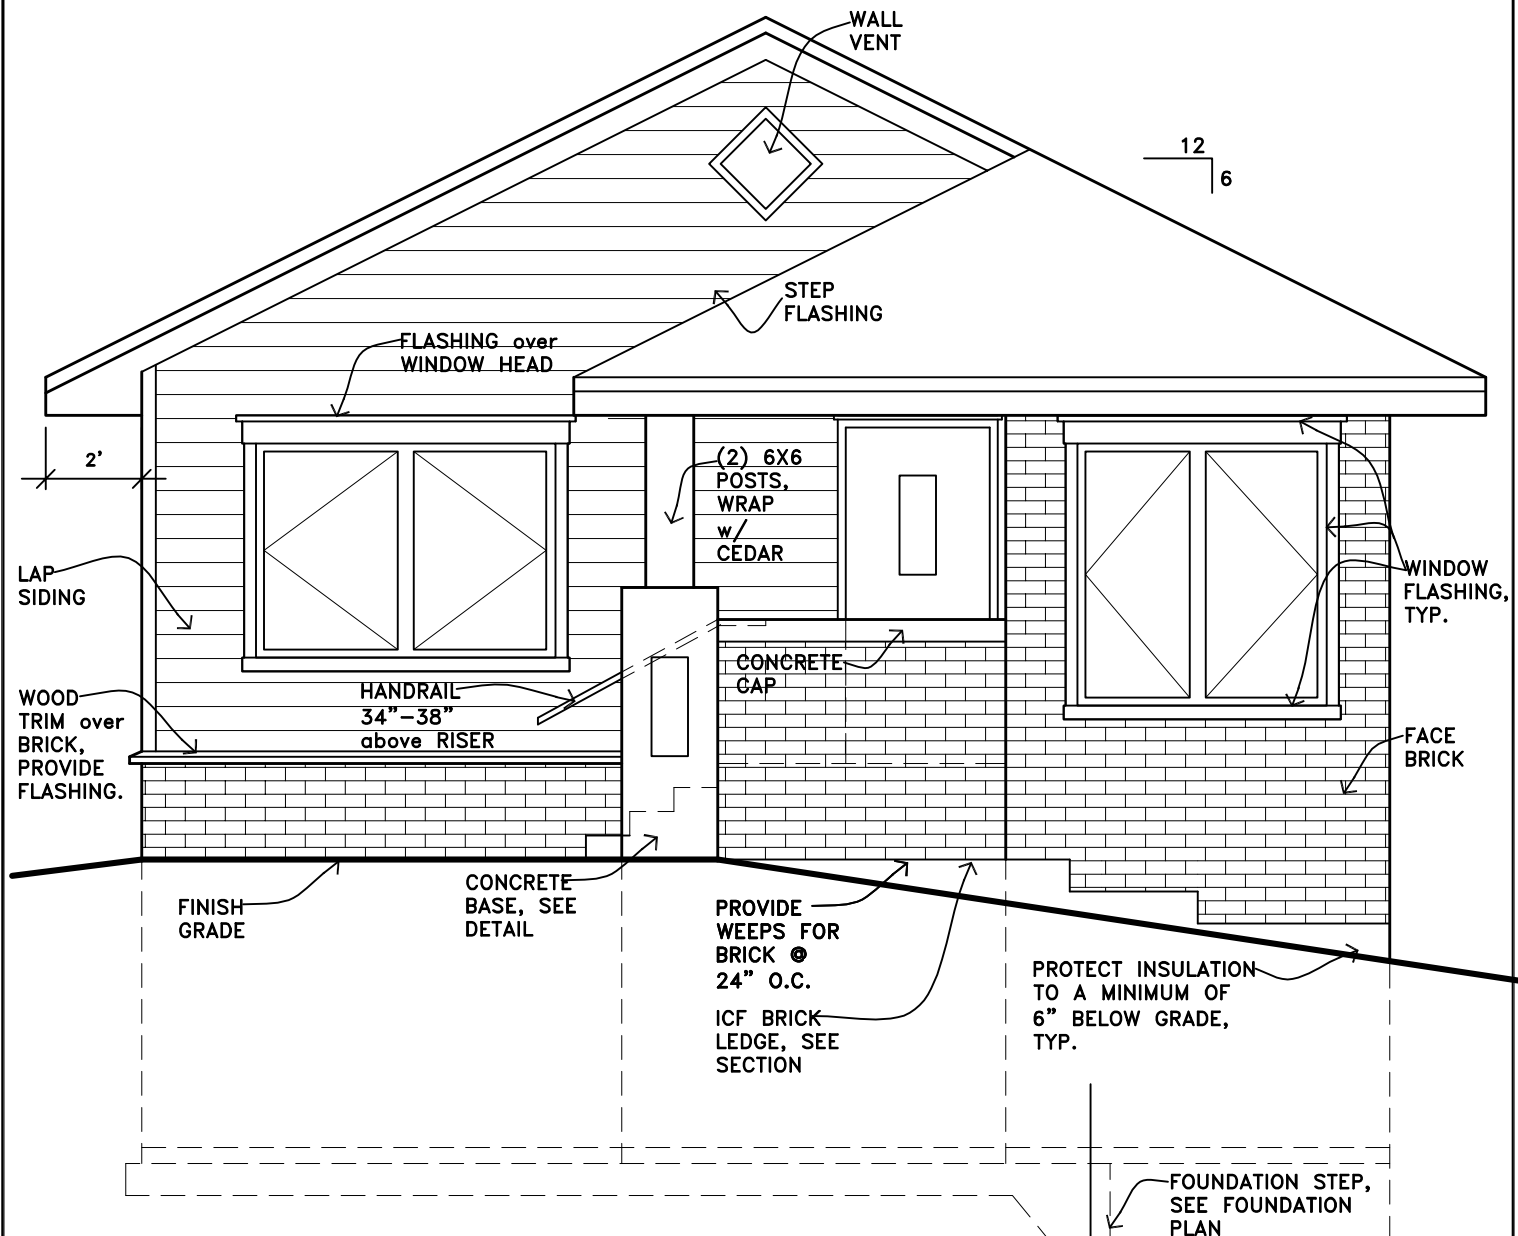 WALL
VENT
12
6
STEP
FLASHING
FLASHING over
WINDOW HEAD
2'
(2) 6X6
POSTS,
WRAP
w/
CEDAR
LAP
SIDING
WINDOW
FLASHING,
TYP.
CONCRETE
CAP
HANDRAIL
34"-38"
above RISER
WOOD
TRIM over
BRICK,
PROVIDE
FLASHING.
FACE
BRICK
FINISH
GRADE
CONCRETE
BASE, SEE
DETAIL
PROVIDE
WEEPS FOR
BRICK @
24" O.C.
ICF BRICK
LEDGE, SEE
SECTION
PROTECT INSULATION
TO A MINIMUM OF
6" BELOW GRADE,
TYP.
FOUNDATION STEP,
SEE FOUNDATION
PLAN